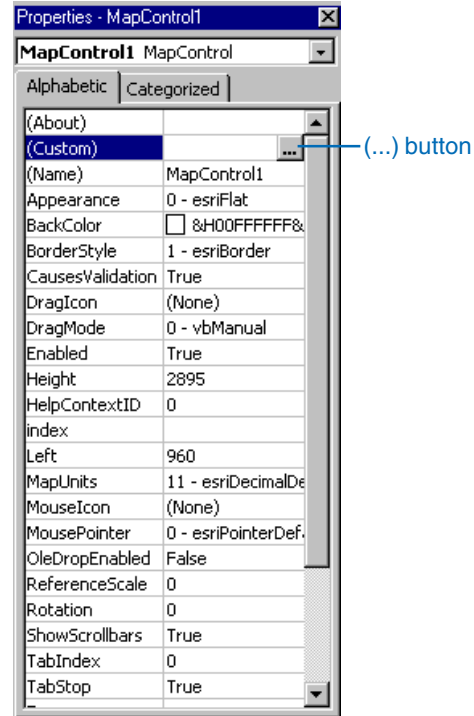 Properties - MapControl1
MapControl1 MapControl
Alphabetic Categorized
(About)
(Custom) ... (...) button
(Name) MapControl1
Appearance 0 - esriFlat
BackColor &H00FFFFFF&
BorderStyle 1 - esriBorder
CausesValidation True
DragIcon (None)
DragMode 0 - vbManual
Enabled True
Height 2895
HelpContextID 0
index
Left 960
MapUnits 11 - esriDecimalDe
MouseIcon (None)
MousePointer 0 - esriPointerDef
OleDropEnabled False
ReferenceScale 0
Rotation 0
ShowScrollbars True
TabIndex 0
TabStop True